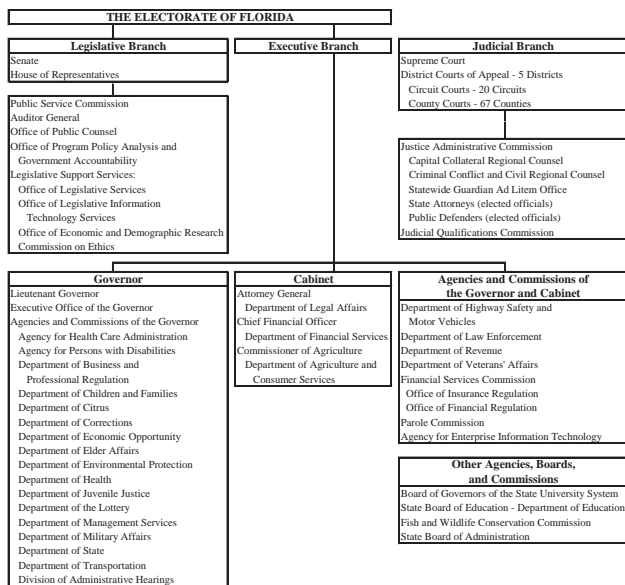 THE ELECTORATE OF FLORIDA
Legislative Branch
Senate
House of Representatives
Public Service Commission
Auditor General
Office of Public Counsel
Office of Program Policy Analysis and
Government Accountability
Legislative Support Services:
Office of Legislative Services
Office of Legislative Information
Technology Services
Office of Economic and Demographic Research
Commission on Ethics
Executive Branch
Judicial Branch
Supreme Court
District Courts of Appeal - 5 Districts
Circuit Courts - 20 Circuits
County Courts - 67 Counties
Justice Administrative Commission
Capital Collateral Regional Counsel
Criminal Conflict and Civil Regional Counsel
Statewide Guardian Ad Litem Office
State Attorneys (elected officials)
Public Defenders (elected officials)
Judicial Qualifications Commission
Governor
Lieutenant Governor
Executive Office of the Governor
Agencies and Commissions of the Governor
Agency for Health Care Administration
Agency for Persons with Disabilities
Department of Business and
Professional Regulation
Department of Children and Families
Department of Citrus
Department of Corrections
Department of Economic Opportunity
Department of Elder Affairs
Department of Environmental Protection
Department of Health
Department of Juvenile Justice
Department of the Lottery
Department of Management Services
Department of Military Affairs
Department of State
Department of Transportation
Division of Administrative Hearings
Cabinet
Attorney General
Department of Legal Affairs
Chief Financial Officer
Department of Financial Services
Commissioner of Agriculture
Department of Agriculture and
Consumer Services
Agencies and Commissions of
the Governor and Cabinet
Department of Highway Safety and
Motor Vehicles
Department of Law Enforcement
Department of Revenue
Department of Veterans' Affairs
Financial Services Commission
Office of Insurance Regulation
Office of Financial Regulation
Parole Commission
Agency for Enterprise Information Technology
Other Agencies, Boards,
and Commissions
Board of Governors of the State University System
State Board of Education - Department of Education
Fish and Wildlife Conservation Commission
State Board of Administration